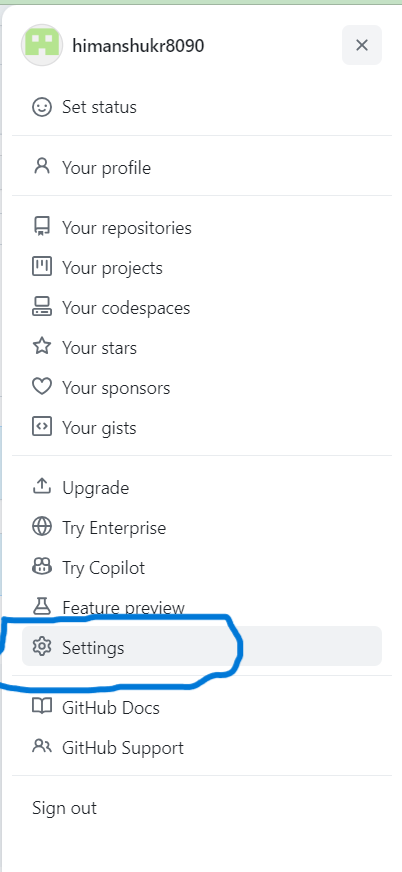 himanshukr8090
Set status
Your profile
Your repositories
Your projects
Your codespaces
Your stars
Your sponsors
Your gists
Upgrade
Try Enterprise
Try Copilot
Feature preview
Settings
GitHub Docs
GitHub Support
Sign out